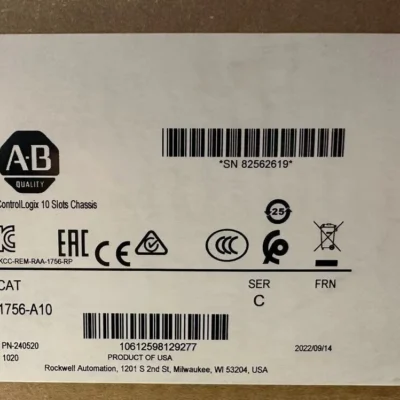 *SN 82562619*
A-B
QUALITY
ControlLogix 10 Slots Chassis
25
KCC-REM-RAA-1756-RP
EAC CE CCC
CAT SER FRN
1756-A10 C
PN-240520
1020
10612598129277
PRODUCT OF USA
2022/09/14
Rockwell Automation, 1201 S 2nd St, Milwaukee, WI 53204, USA